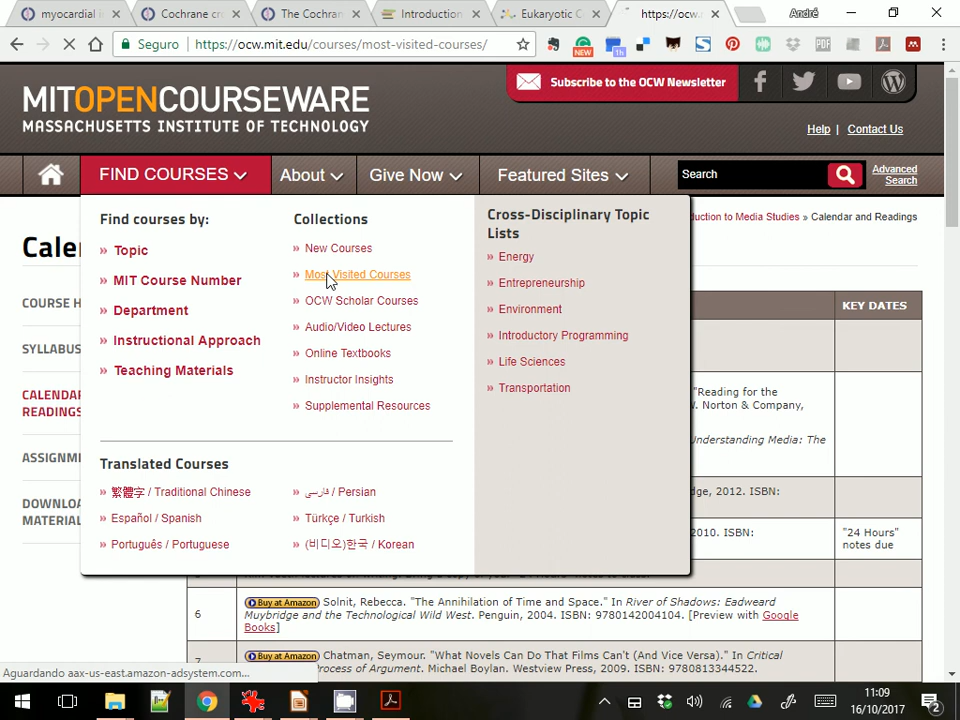 myocardial in
Cochrane cr
The Cochran
Introduction
Eukaryotic C
https://ocw.
André
Seguro
https://ocw.mit.edu/courses/most-visited-courses/
NEW
1h
PDF
Subscribe to the OCW Newsletter
MITOPENCOURSEWARE
MASSACHUSETTS INSTITUTE OF TECHNOLOGY
Help | Contact Us
FIND COURSES
About
Give Now
Featured Sites
Search
Advanced Search
duction to Media Studies » Calendar and Readings
Cale
COURSE H
SYLLABUS
CALENDA
READINGS
ASSIGNM
DOWNLO
MATERIAL
Find courses by:
» Topic
» MIT Course Number
» Department
» Instructional Approach
» Teaching Materials
Collections
» New Courses
» Most Visited Courses
» OCW Scholar Courses
» Audio/Video Lectures
» Online Textbooks
» Instructor Insights
» Supplemental Resources
Cross-Disciplinary Topic
Lists
» Energy
» Entrepreneurship
» Environment
» Introductory Programming
» Life Sciences
» Transportation
Translated Courses
» 繁體字 / Traditional Chinese
» Español / Spanish
» Português / Portuguese
» فارسی / Persian
» Türkçe / Turkish
» (비디오)한국 / Korean
KEY DATES
"Reading for the
W. Norton & Company,
Understanding Media: The
dge, 2012. ISBN:
2010. ISBN:
"24 Hours"
notes due
6
Buy at Amazon Solnit, Rebecca. "The Annihilation of Time and Space." In River of Shadows: Eadweard
Muybridge and the Technological Wild West. Penguin, 2004. ISBN: 9780142004104. [Preview with Google
Books]
7
Buy at Amazon Chatman, Seymour. "What Novels Can Do That Films Can't (And Vice Versa)." In Critical
rocess of Argument. Michael Boylan. Westview Press, 2009. ISBN: 9780813344522.
Aguardando aax-us-east.amazon-adsystem.com...
11:09
16/10/2017
2